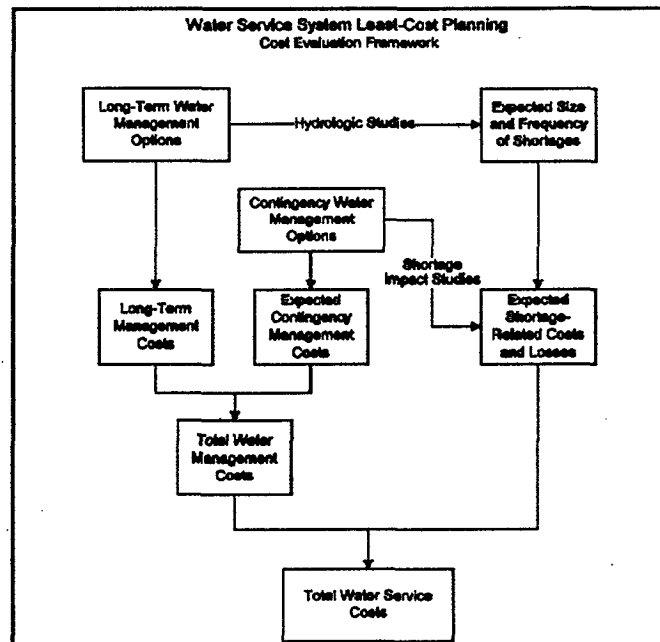 Water Service System Least-Cost Planning
Cost Evaluation Framework
Long-Term Water
Management
Options
Hydrologic Studies
Expected Size
and Frequency
of Shortages
Contingency Water
Management
Options
Shortage
Impact Studies
Long-Term
Management
Costs
Expected
Contingency
Management
Costs
Expected
Shortage-
Related Costs
and Losses
Total Water
Management
Costs
Total Water Service
Costs